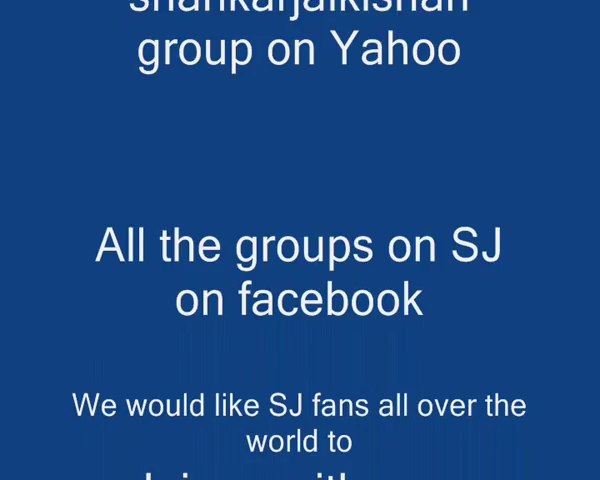 shankarjaikishan
group on Yahoo
All the groups on SJ
on facebook
We would like SJ fans all over the
world to